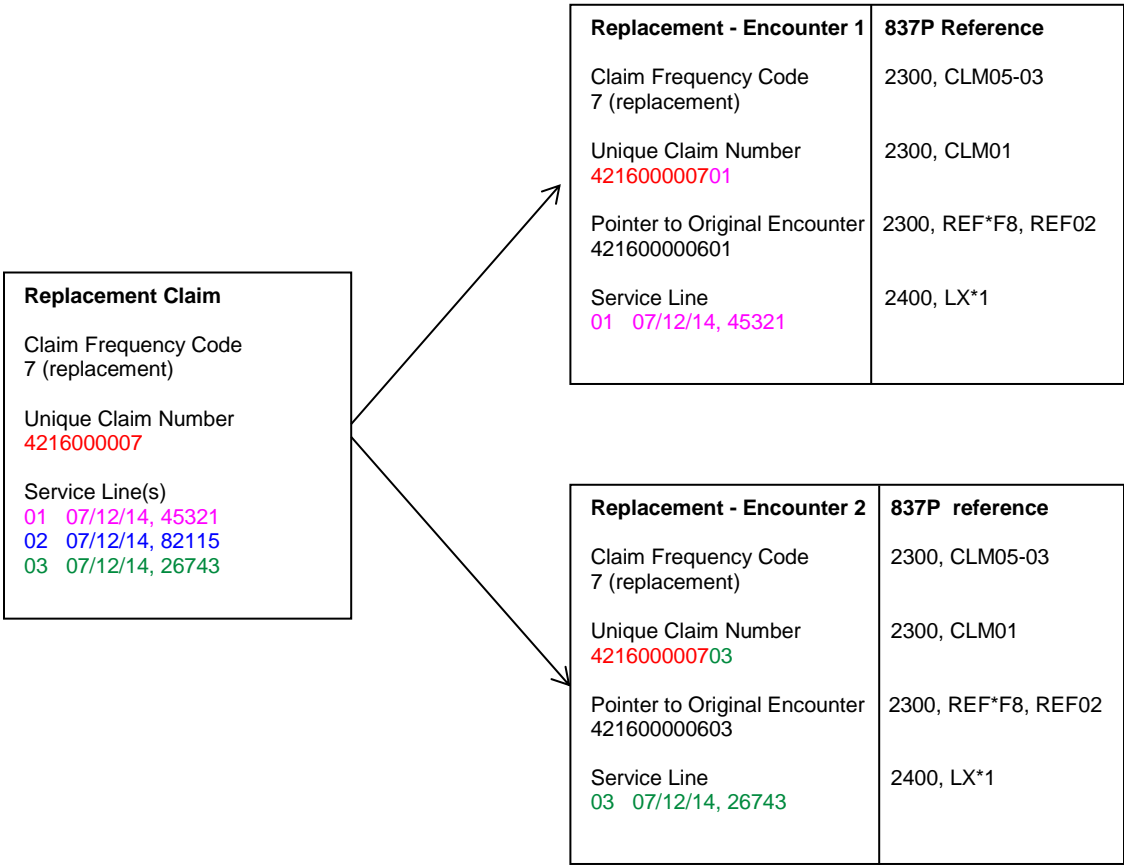 Replacement Claim
Claim Frequency Code
7 (replacement)
Unique Claim Number
4216000007
Service Line(s)
01 07/12/14, 45321
02 07/12/14, 82115
03 07/12/14, 26743
Replacement - Encounter 1 837P Reference
Claim Frequency Code 2300, CLM05-03
7 (replacement)
Unique Claim Number 2300, CLM01
421600000701
Pointer to Original Encounter 2300, REF*F8, REF02
421600000601
Service Line 2400, LX*1
01 07/12/14, 45321
Replacement - Encounter 2 837P reference
Claim Frequency Code 2300, CLM05-03
7 (replacement)
Unique Claim Number 2300, CLM01
421600000703
Pointer to Original Encounter 2300, REF*F8, REF02
421600000603
Service Line 2400, LX*1
03 07/12/14, 26743